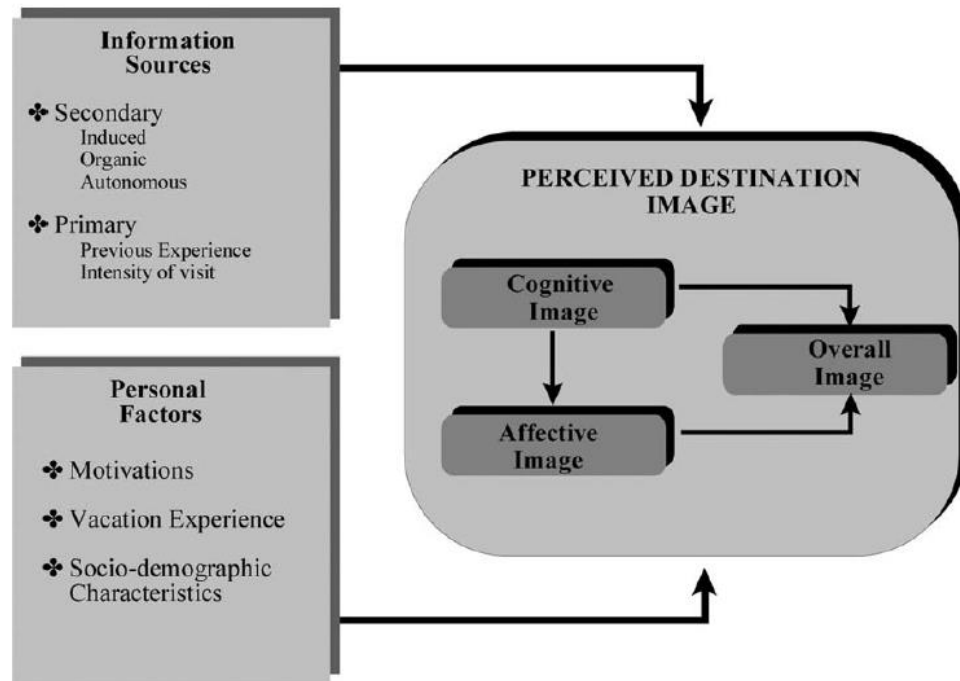 Information
Sources
✤ Secondary
Induced
Organic
Autonomous
✤ Primary
Previous Experience
Intensity of visit
Personal
Factors
✤ Motivations
✤ Vacation Experience
✤ Socio-demographic
Characteristics
PERCEIVED DESTINATION
IMAGE
Cognitive
Image
Affective
Image
Overall
Image